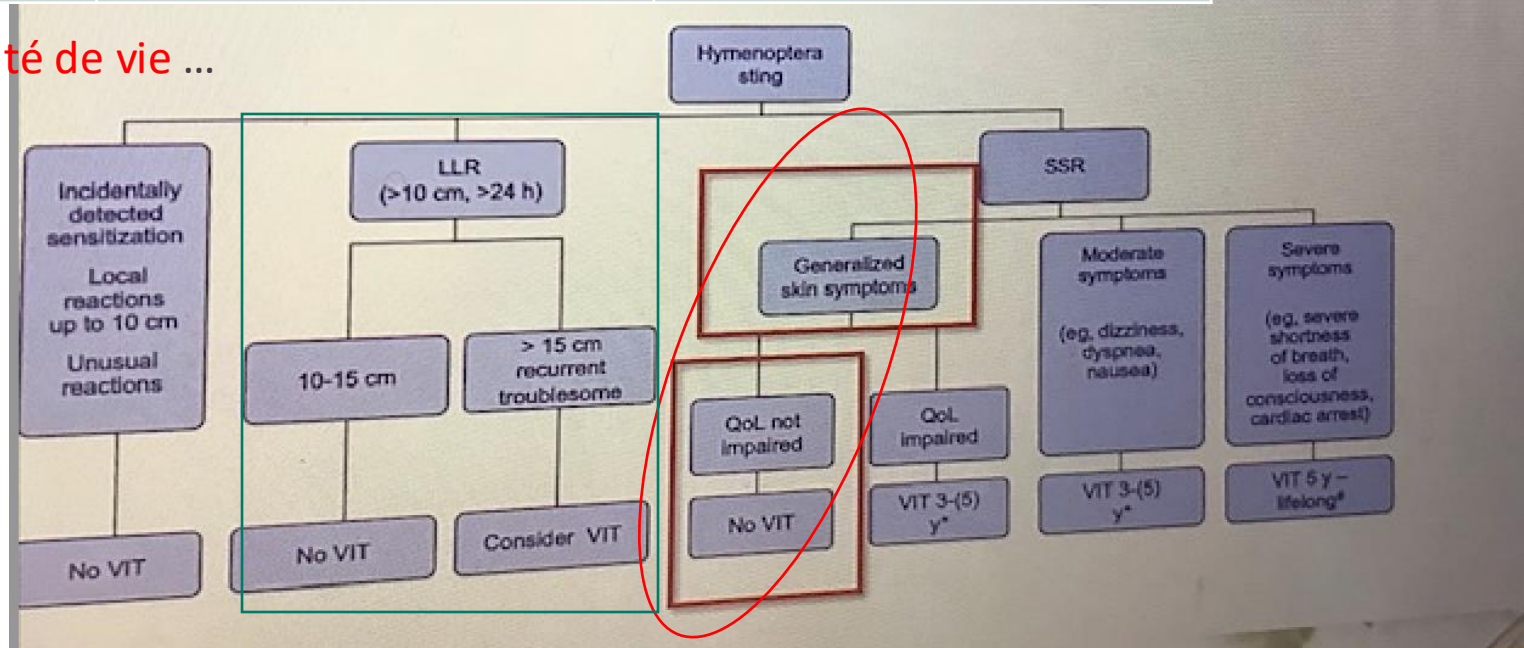 té de vie ...
Hymenoptera
sting
Incidentally
detected
sensitization
Local
reactions
up to 10 cm
Unusual
reactions
No VIT
LLR
(>10 cm, >24 h)
10-15 cm
No VIT
> 15 cm
recurrent
troublesome
Consider VIT
SSR
Generalized
skin symptoms
QoL not
impaired
No VIT
QoL
impaired
VIT 3-(5)
y*
Moderate
symptoms
(eg, dizziness,
dyspnea,
nausea)
VIT 3-(5)
y*
Severe
symptoms
(eg, severe
shortness
of breath,
loss of
consciousness,
cardiac arrest)
VIT 5 y –
lifelong#